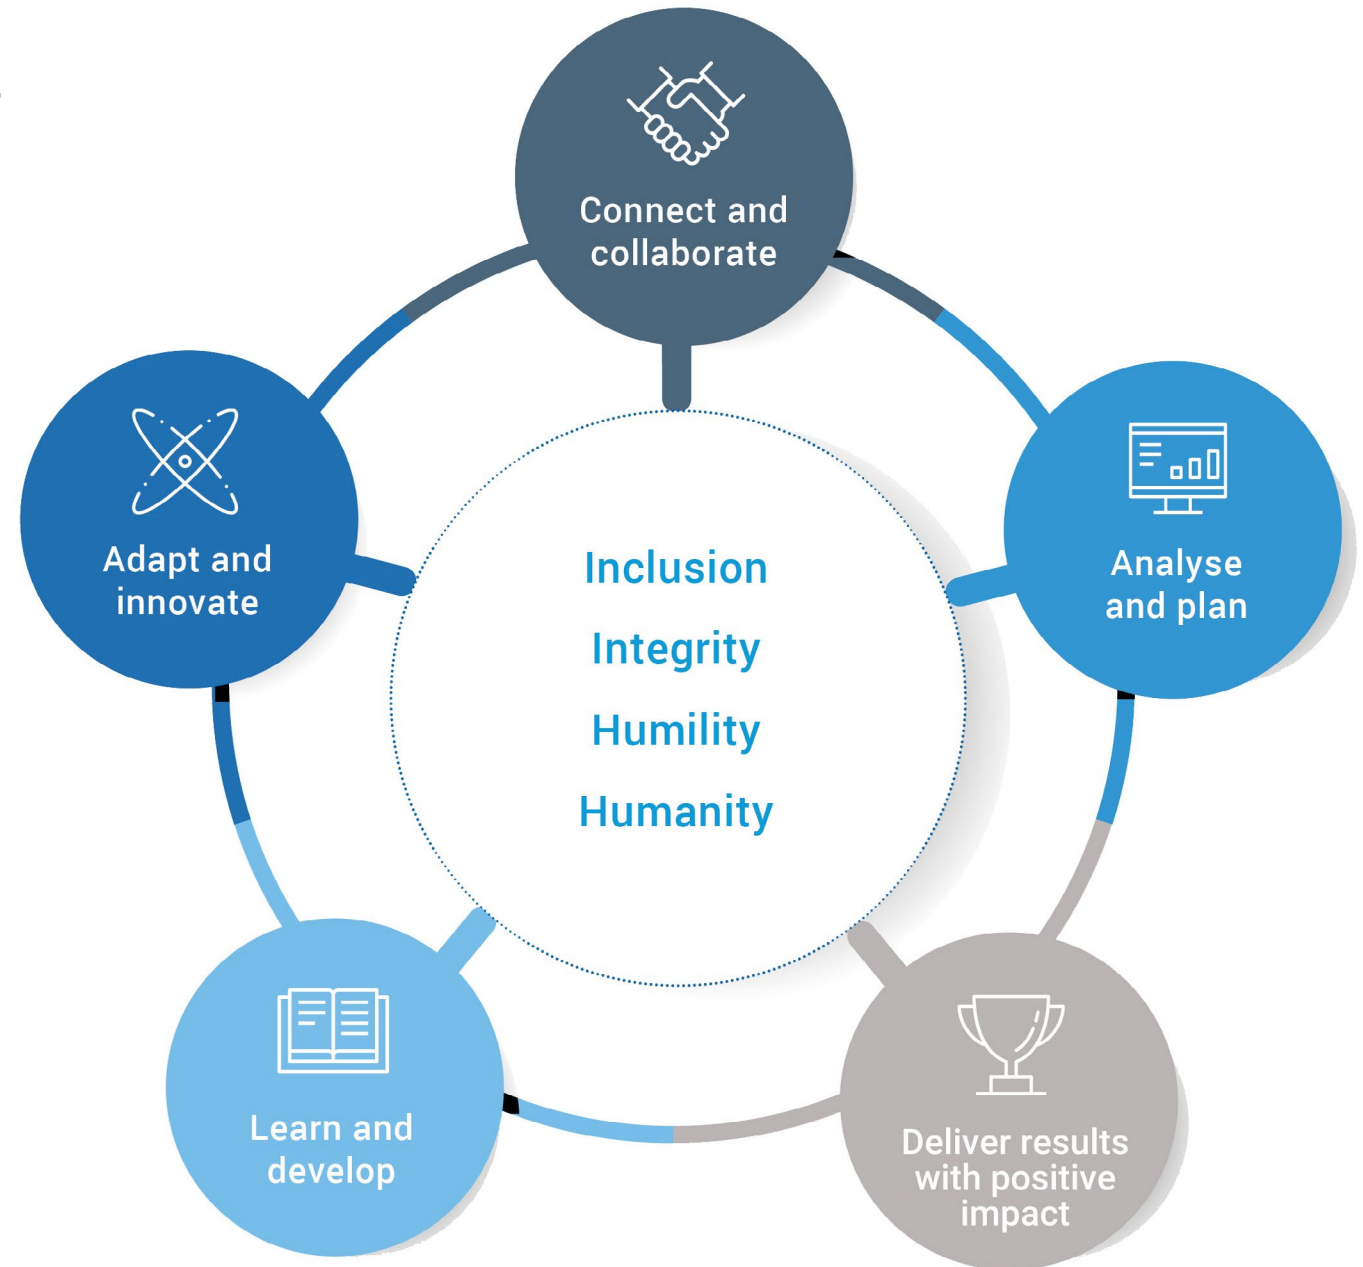 Connect and
collaborate
Adapt and
innovate
Analyse
and plan
Inclusion
Integrity
Humility
Humanity
Learn and
develop
Deliver results
with positive
impact